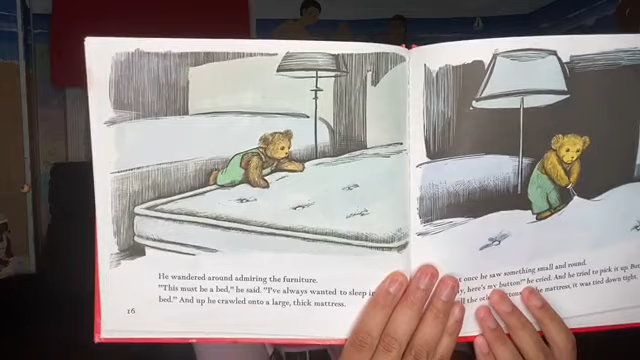 He wandered around admiring the furniture.
"This must be a bed," he said. "I've always wanted to sleep in
bed." And up he crawled onto a large, thick mattress.
16
once he saw something small and round.
here's my button!" he cried. And he tried to pick it up. But
the mattress, it was tied down tight.